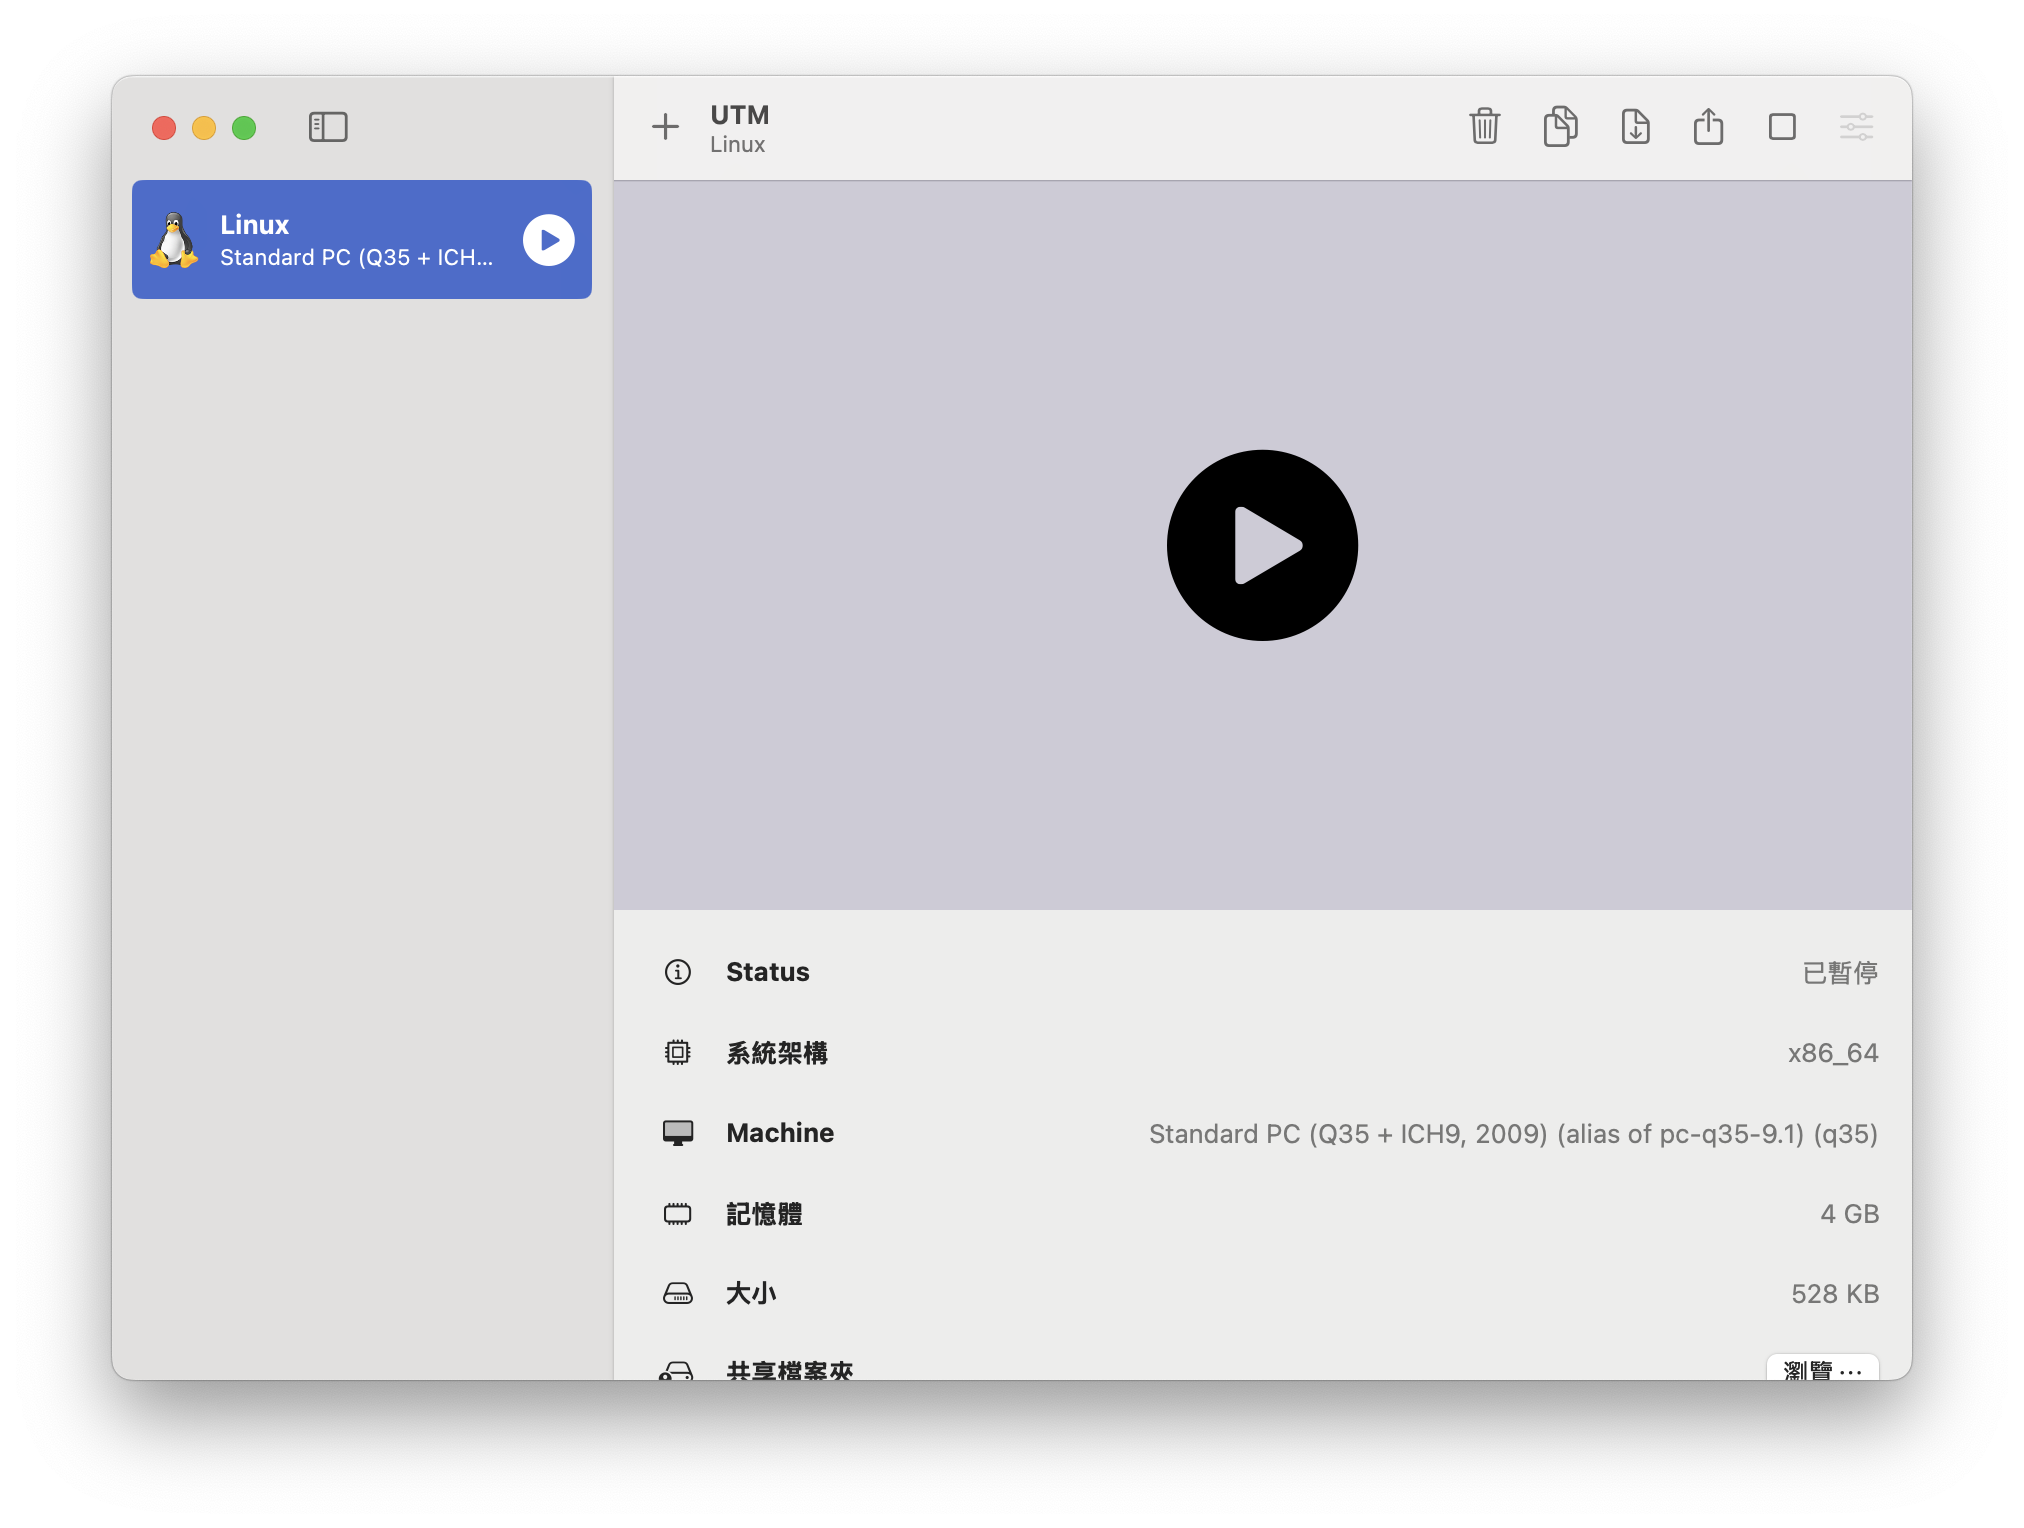 UTM
Linux
Linux
Standard PC (Q35 + ICH...
Status
已暫停
系統架構
x86_64
Machine
Standard PC (Q35 + ICH9, 2009) (alias of pc-q35-9.1) (q35)
記憶體
4 GB
大小
528 KB
共享檔案夾
瀏覽⋯